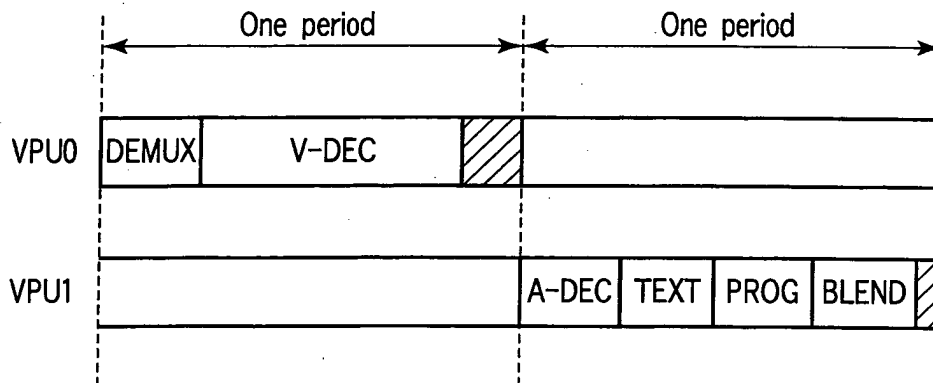 One period One period
VPU0 DEMUX V-DEC
VPU1 A-DEC TEXT PROG BLEND